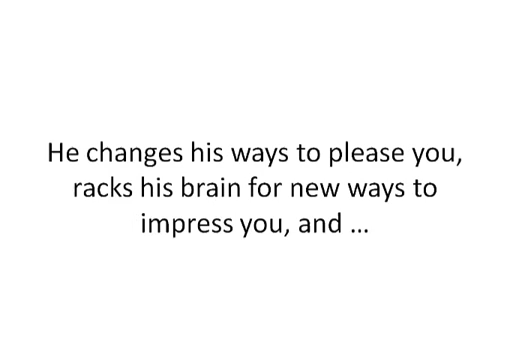 He changes his ways to please you,
racks his brain for new ways to
impress you, and …